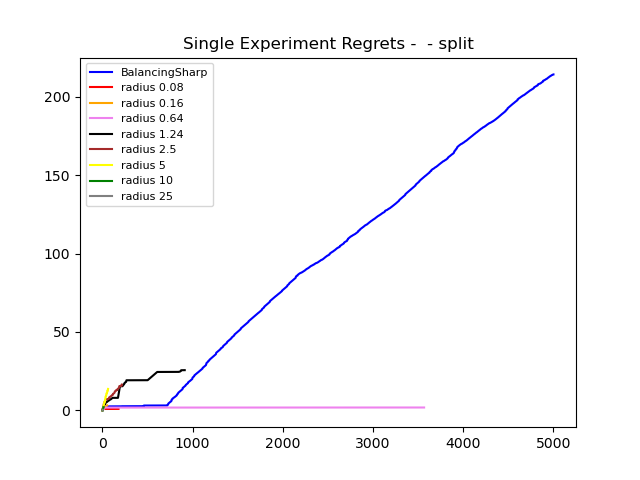 Single Experiment Regrets -  - split
BalancingSharp
radius 0.08
radius 0.16
radius 0.64
radius 1.24
radius 2.5
radius 5
radius 10
radius 25
200
150
100
50
0
0 1000 2000 3000 4000 5000